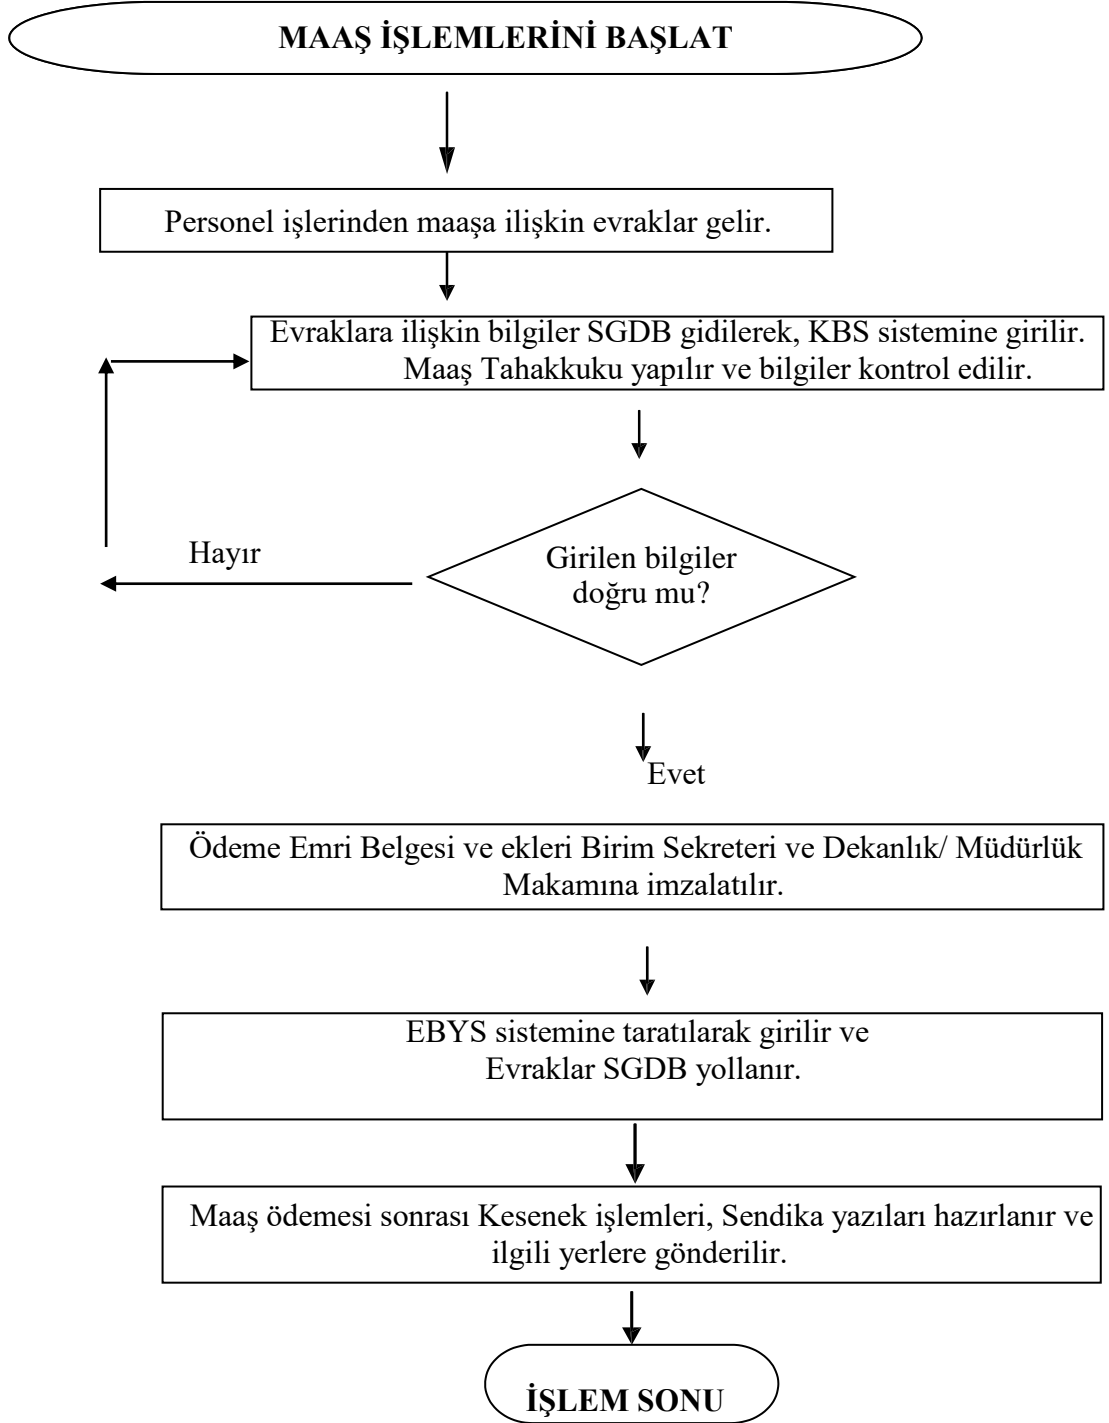 MAAŞ İŞLEMLERİNİ BAŞLAT
Personel işlerinden maaşa ilişkin evraklar gelir.
Evraklara ilişkin bilgiler SGDB gidilerek, KBS sistemine girilir.
Maaş Tahakkuku yapılır ve bilgiler kontrol edilir.
Hayır
Girilen bilgiler
doğru mu?
Evet
Ödeme Emri Belgesi ve ekleri Birim Sekreteri ve Dekanlık/ Müdürlük
Makamına imzalatılır.
EBYS sistemine taratılarak girilir ve
Evraklar SGDB yollanır.
Maaş ödemesi sonrası Kesenek işlemleri, Sendika yazıları hazırlanır ve
ilgili yerlere gönderilir.
İŞLEM SONU